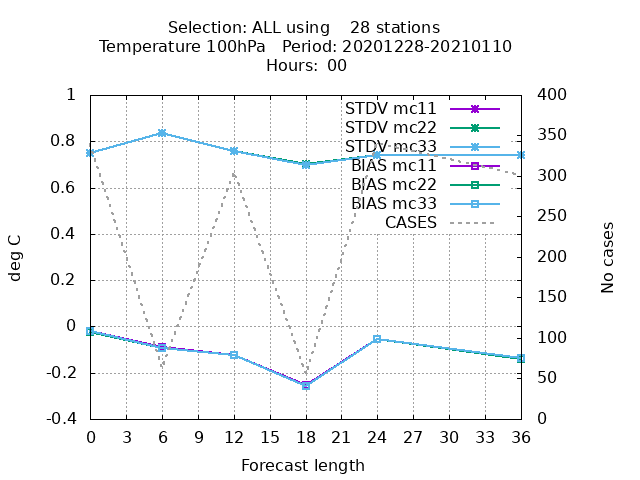 Selection: ALL using    28 stations
Temperature 100hPa   Period: 20201228-20210110
Hours: 00
1
0.8
0.6
0.4
0.2
0
-0.2
-0.4
deg C
STDV mc11
STDV mc22
STDV mc33
BIAS mc11
BIAS mc22
BIAS mc33
CASES
400
350
300
250
200
150
100
50
0
No cases
0 3 6 9 12 15 18 21 24 27 30 33 36
Forecast length